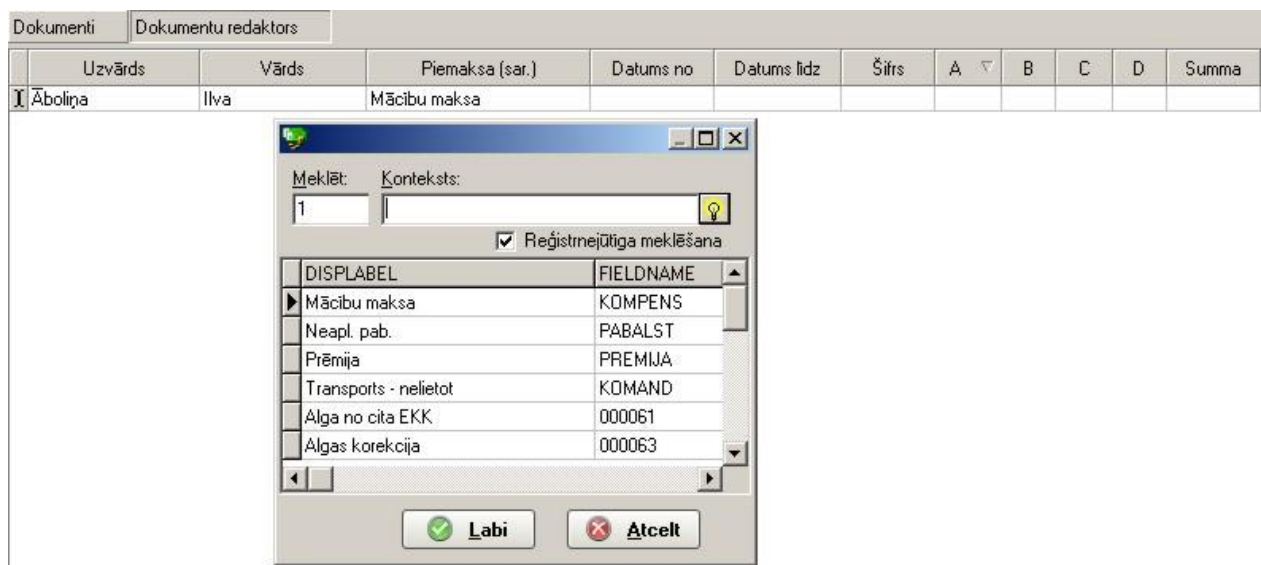 Dokumenti Dokumentu redaktors
Uzvārds Vārds Piemaksa (sar.) Datums no Datums līdz Šifrs A B C D Summa
Āboliņa Ilva Mācību maksa
Meklēt: Konteksts:
1
Reģistrnejūtīga meklēšana
DISPLABEL FIELDNAME
Mācību maksa KOMPENS
Neapl. pab. PABALST
Prēmija PREMIJA
Transports - nelietot KOMAND
Alga no cita EKK 000061
Algas korekcija 000063
Labi Atcelt